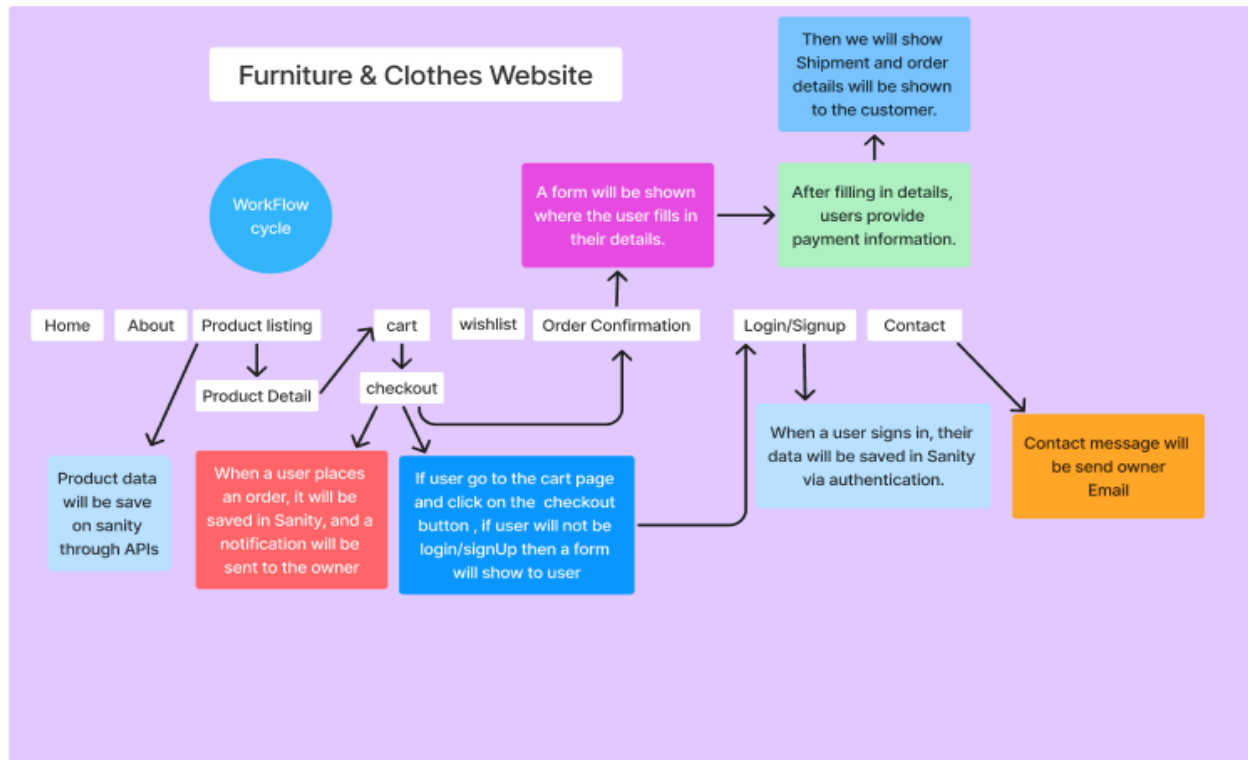 Furniture & Clothes Website
Then we will show
Shipment and order
details will be shown
to the customer.
WorkFlow
cycle
A form will be shown
where the user fills in
their details.
After filling in details,
users provide
payment information.
Home
About
Product listing
cart
wishlist
Order Confirmation
Login/Signup
Contact
Product Detail
checkout
Product data
will be save
on sanity
through APIs
When a user places
an order, it will be
saved in Sanity, and a
notification will be
sent to the owner
If user go to the cart page
and click on the checkout
button , if user will not be
login/signUp then a form
will show to user
When a user signs in, their
data will be saved in Sanity
via authentication.
Contact message will
be send owner
Email